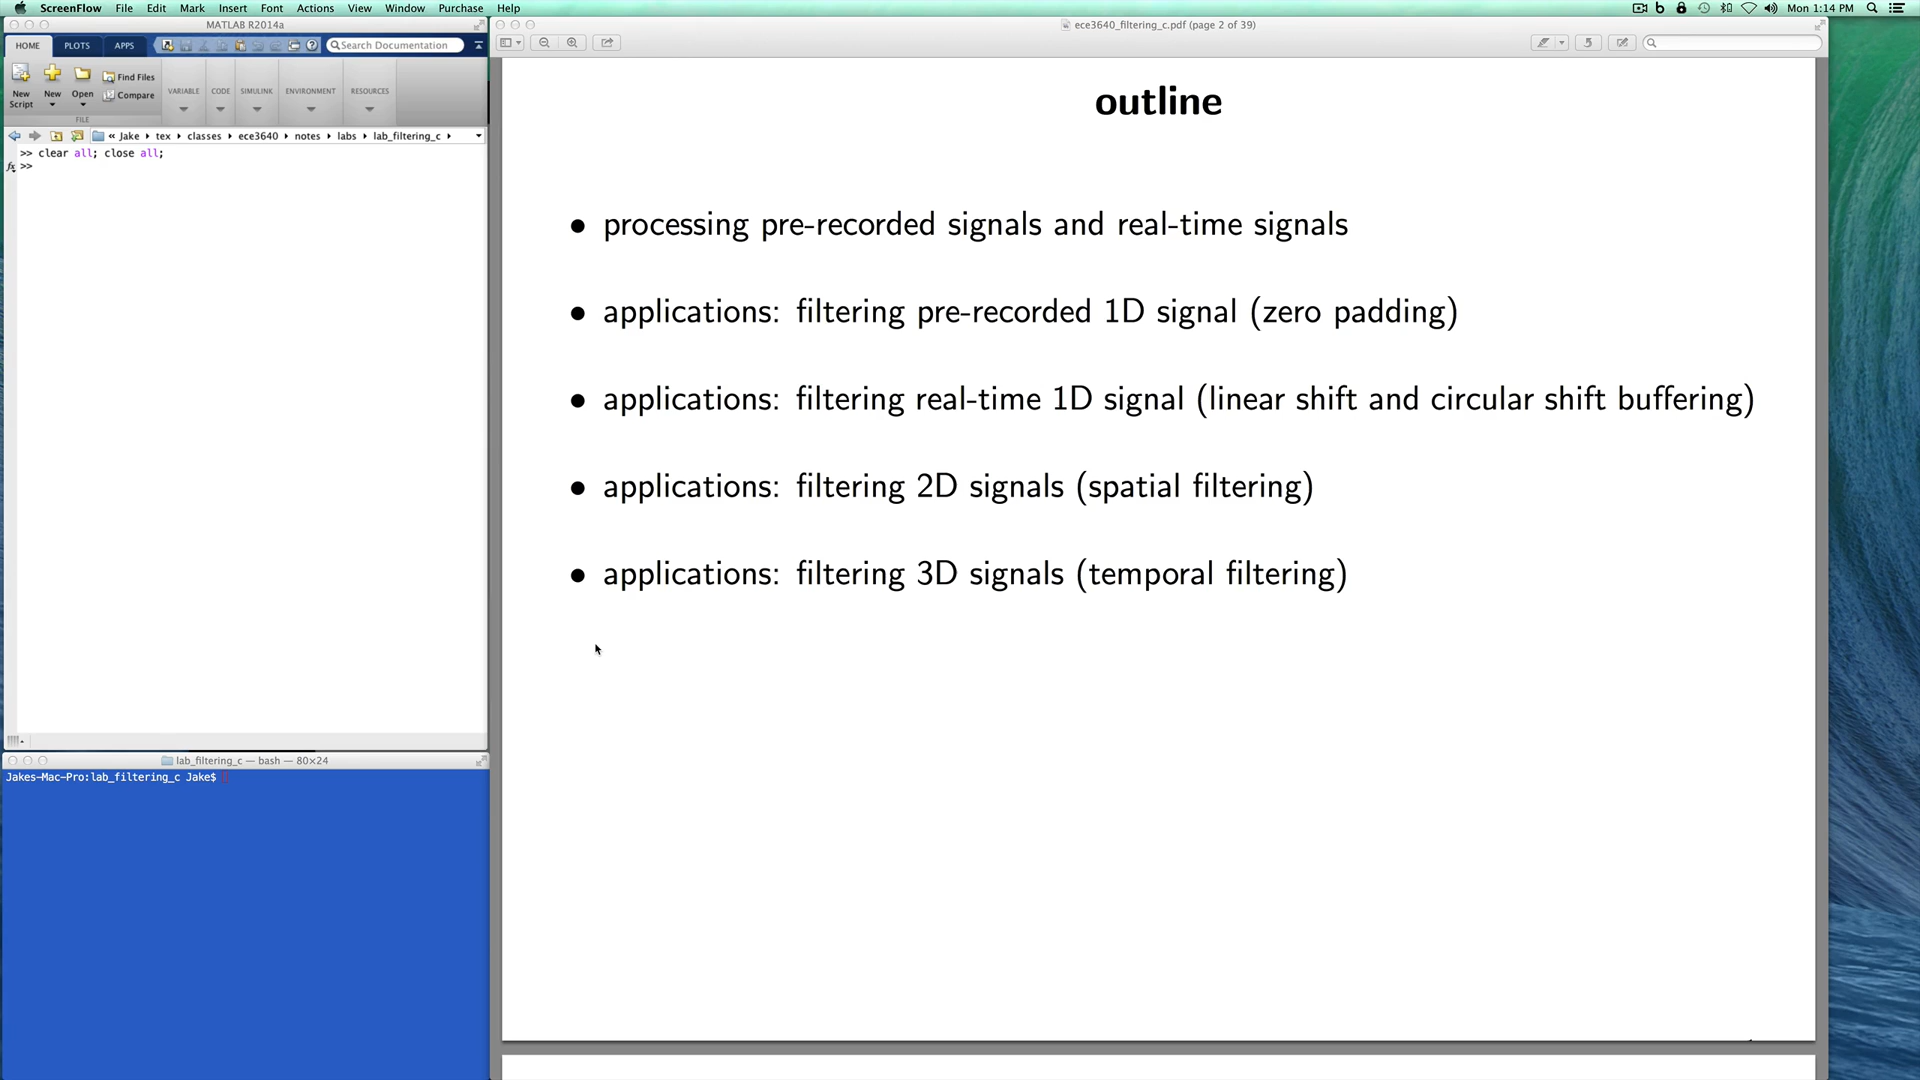 ScreenFlow File Edit Mark Insert Font Actions View Window Purchase Help
Mon 1:14 PM
MATLAB R2014a
HOME PLOTS APPS
Search Documentation
New Script
New
Open
Find Files
Compare
VARIABLE
CODE
SIMULINK
ENVIRONMENT
RESOURCES
FILE
« Jake ▸ tex ▸ classes ▸ ece3640 ▸ notes ▸ labs ▸ lab_filtering_c ▸
>> clear all; close all;
fx >>
lab_filtering_c — bash — 80×24
Jakes-Mac-Pro:lab_filtering_c Jake$
ece3640_filtering_c.pdf (page 2 of 39)
outline
• processing pre-recorded signals and real-time signals
• applications: filtering pre-recorded 1D signal (zero padding)
• applications: filtering real-time 1D signal (linear shift and circular shift buffering)
• applications: filtering 2D signals (spatial filtering)
• applications: filtering 3D signals (temporal filtering)